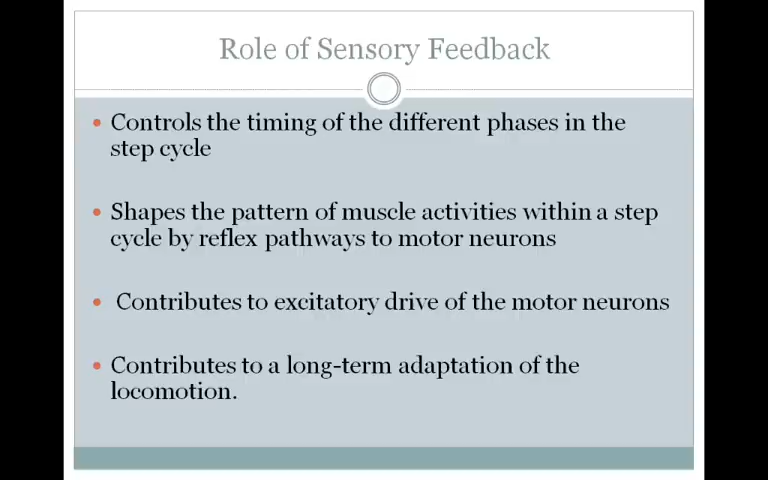 Role of Sensory Feedback
• Controls the timing of the different phases in the
step cycle
• Shapes the pattern of muscle activities within a step
cycle by reflex pathways to motor neurons
• Contributes to excitatory drive of the motor neurons
• Contributes to a long-term adaptation of the
locomotion.